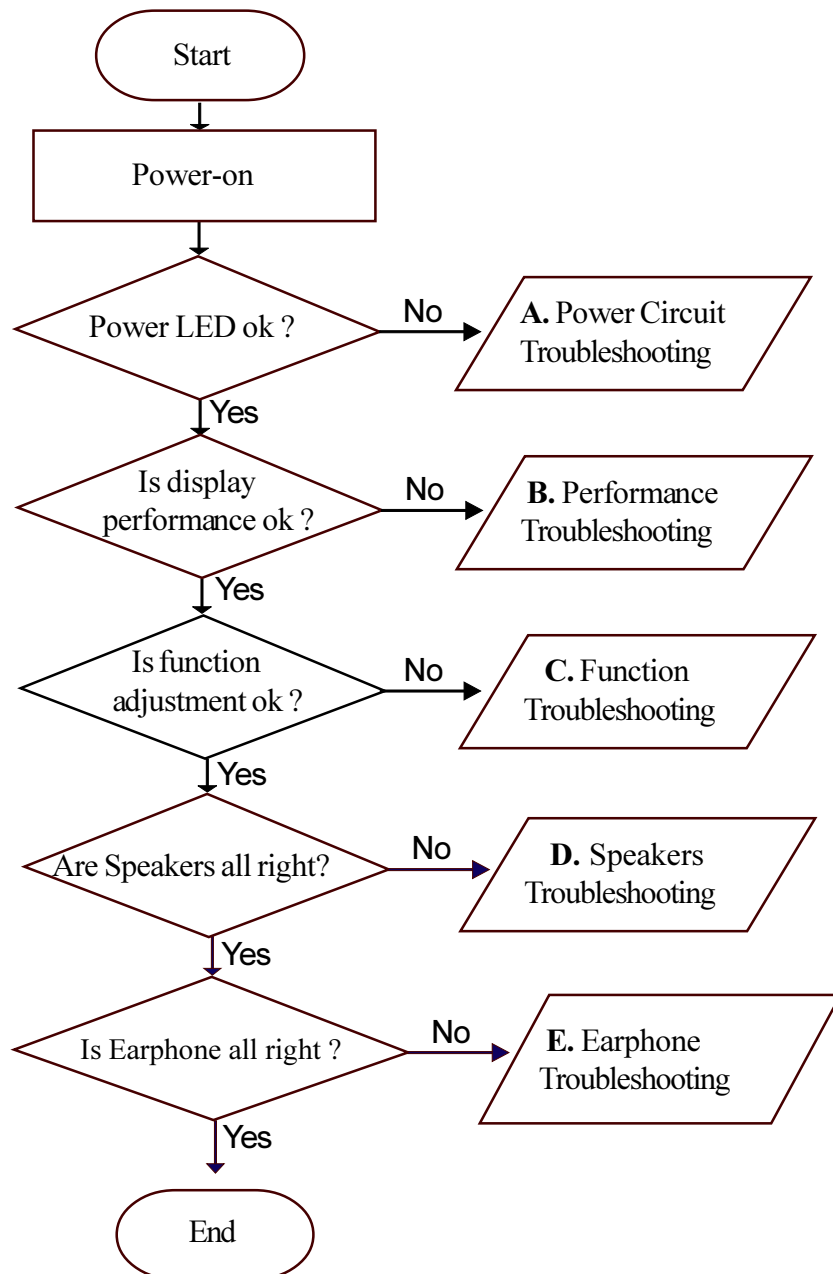 Start
Power-on
Power LED ok ?
No
A. Power Circuit
Troubleshooting
Yes
Is display
performance ok ?
No
B. Performance
Troubleshooting
Yes
Is function
adjustment ok ?
No
C. Function
Troubleshooting
Yes
Are Speakers all right?
No
D. Speakers
Troubleshooting
Yes
Is Earphone all right ?
No
E. Earphone
Troubleshooting
Yes
End